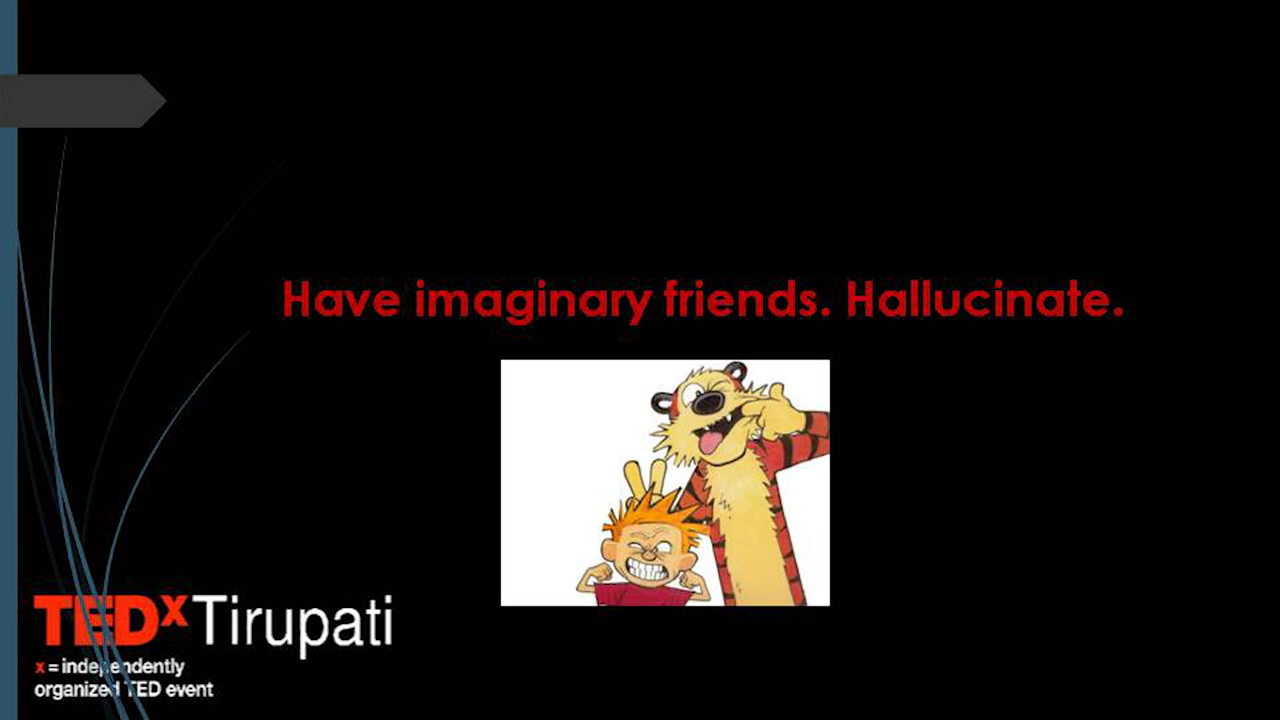 Have imaginary friends. Hallucinate.
TEDxTirupati
x = independently
organized TED event